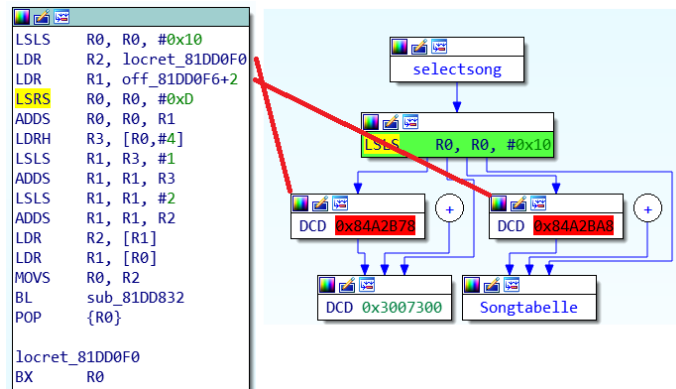 LSLS R0, R0, #0x10
LDR R2, locret_81DD0F0
LDR R1, off_81DD0F6+2
LSRS R0, R0, #0xD
ADDS R0, R0, R1
LDRH R3, [R0,#4]
LSLS R1, R3, #1
ADDS R1, R1, R3
LSLS R1, R1, #2
ADDS R1, R1, R2
LDR R2, [R1]
LDR R1, [R0]
MOVS R0, R2
BL sub_81DD832
POP {R0}
locret_81DD0F0
BX R0
selectsong
LSLS R0, R0, #0x10
DCD 0x84A2B78
+
DCD 0x84A2BA8
+
DCD 0x3007300
Songtabelle